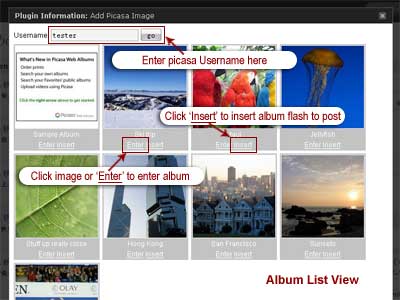 Plugin Information: Add Picasa Image
Username: tester go
Enter picasa Username here
What's New in Picasa Web Albums
Order prints
Search your own albums
Search your Favorites' public albums
Upload videos using Picasa
Click the right arrow above to get started.
Picasa
Click 'Insert' to insert album flash to post
Sample Album
Jellyfish
Enter Insert
Enter Insert
Enter Insert
Enter Insert
Click image or 'Enter' to enter album
Stuff up really close
Hong Kong
San Francisco
Sunsets
Enter Insert
Enter Insert
Enter Insert
Enter Insert
OLAY
Album List View